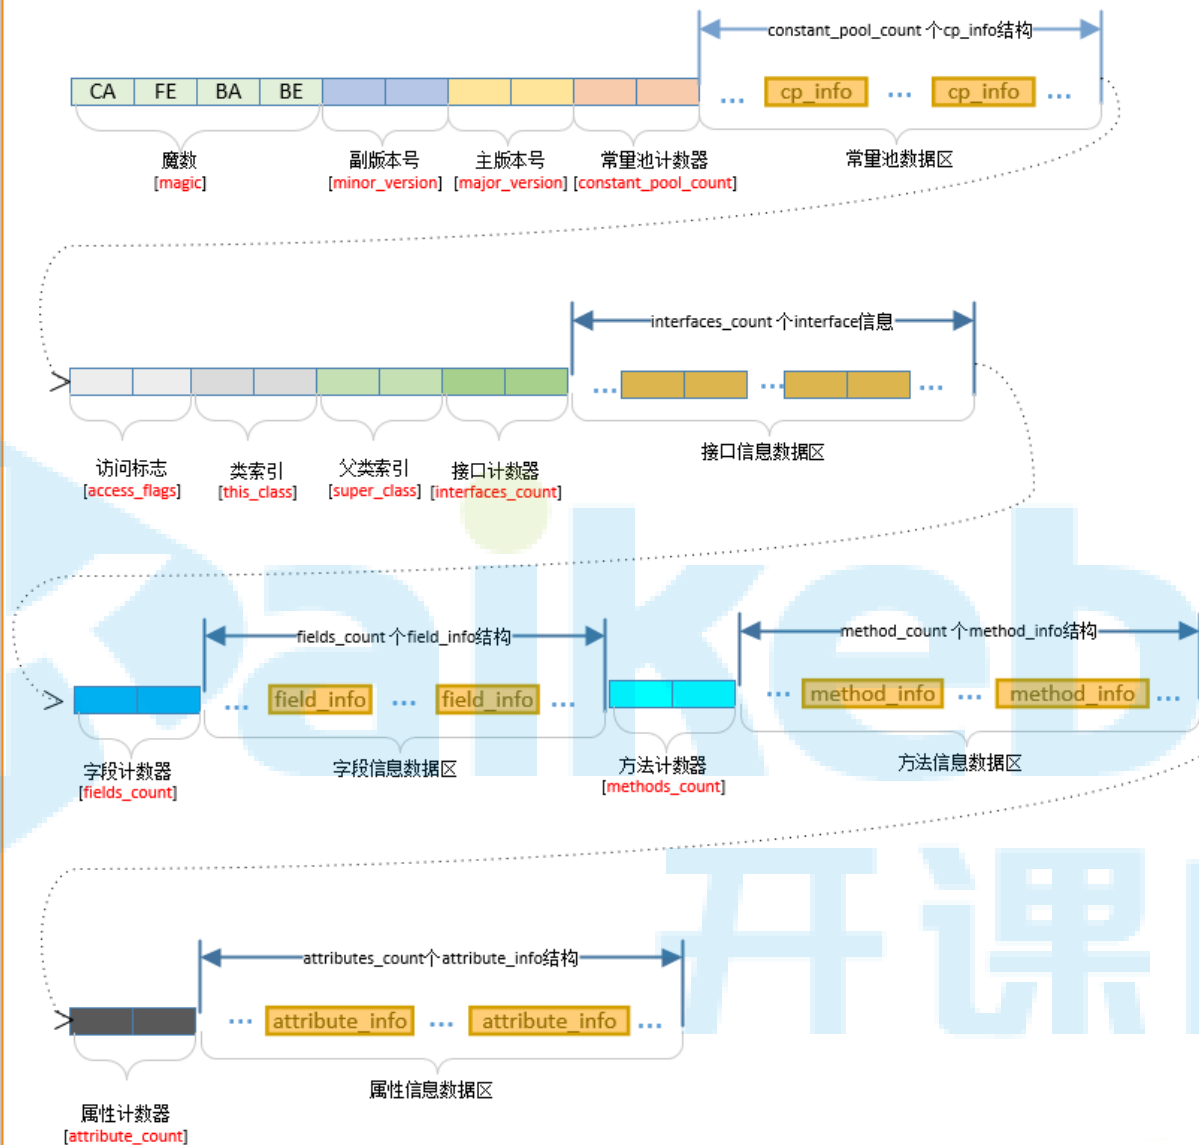 constant_pool_count 个cp_info结构
CA FE BA BE ... cp_info ... cp_info ...
魔数 副版本号 主版本号 常量池计数器 常量池数据区
[magic] [minor_version] [major_version] [constant_pool_count]
interfaces_count 个interface信息
... ... ...
访问标志 类索引 父类索引 接口计数器 接口信息数据区
[access_flags] [this_class] [super_class] [interfaces_count]
fields_count 个field_info结构 method_count 个method_info结构
... field_info ... field_info ... ... method_info ... method_info ...
字段计数器 字段信息数据区 方法计数器 方法信息数据区
[fields_count] [methods_count]
attributes_count个attribute_info结构
... attribute_info ... attribute_info ...
属性计数器 属性信息数据区
[attribute_count]
aikeb
开课